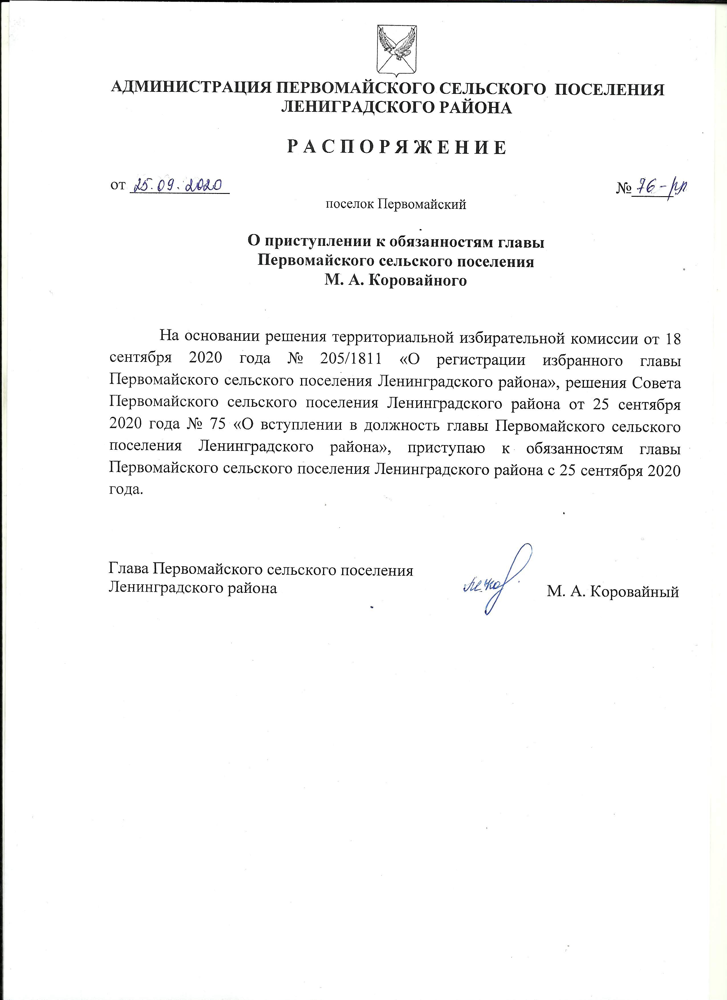 АДМИНИСТРАЦИЯ ПЕРВОМАЙСКОГО СЕЛЬСКОГО ПОСЕЛЕНИЯ
ЛЕНИГРАДСКОГО РАЙОНА
Р А С П О Р Я Ж Е Н И Е
от 25.09.2020 № 76-рп
поселок Первомайский
О приступлении к обязанностям главы
Первомайского сельского поселения
М. А. Коровайного
На основании решения территориальной избирательной комиссии от 18
сентября 2020 года № 205/1811 «О регистрации избранного главы
Первомайского сельского поселения Ленинградского района», решения Совета
Первомайского сельского поселения Ленинградского района от 25 сентября
2020 года № 75 «О вступлении в должность главы Первомайского сельского
поселения Ленинградского района», приступаю к обязанностям главы
Первомайского сельского поселения Ленинградского района с 25 сентября 2020
года.
Глава Первомайского сельского поселения
Ленинградского района М. А. Коровайный